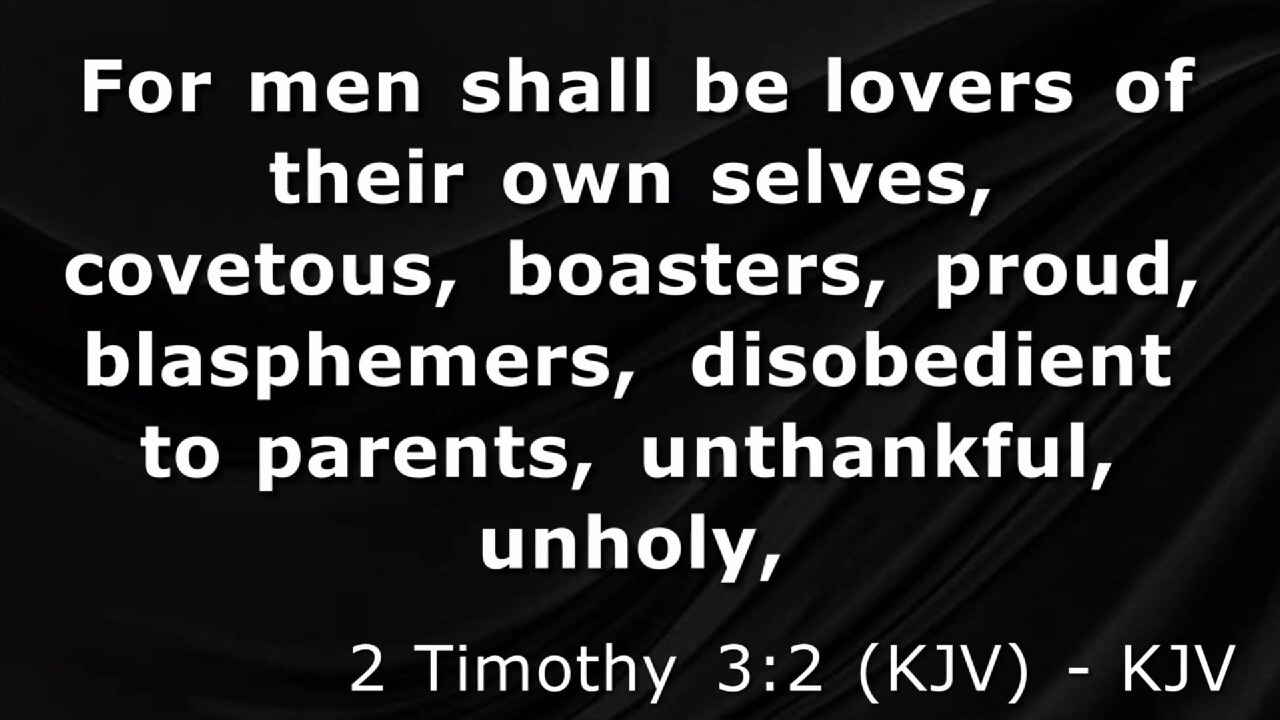 For men shall be lovers of
their own selves,
covetous, boasters, proud,
blasphemers, disobedient
to parents, unthankful,
unholy,
2 Timothy 3:2 (KJV) - KJV